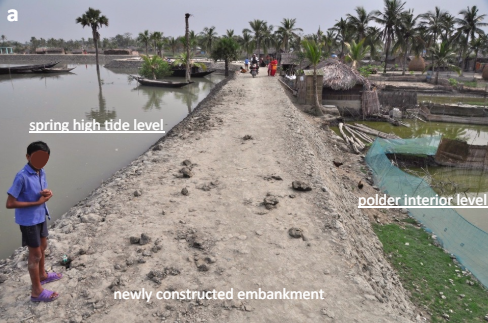 a
spring high tide level
polder interior level
newly constructed embankment